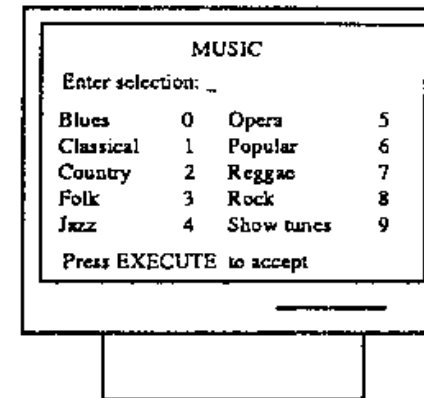 MUSIC
Enter selection: _
Blues 0 Opera 5
Classical 1 Popular 6
Country 2 Reggae 7
Folk 3 Rock 8
Jazz 4 Show tunes 9
Press EXECUTE to accept